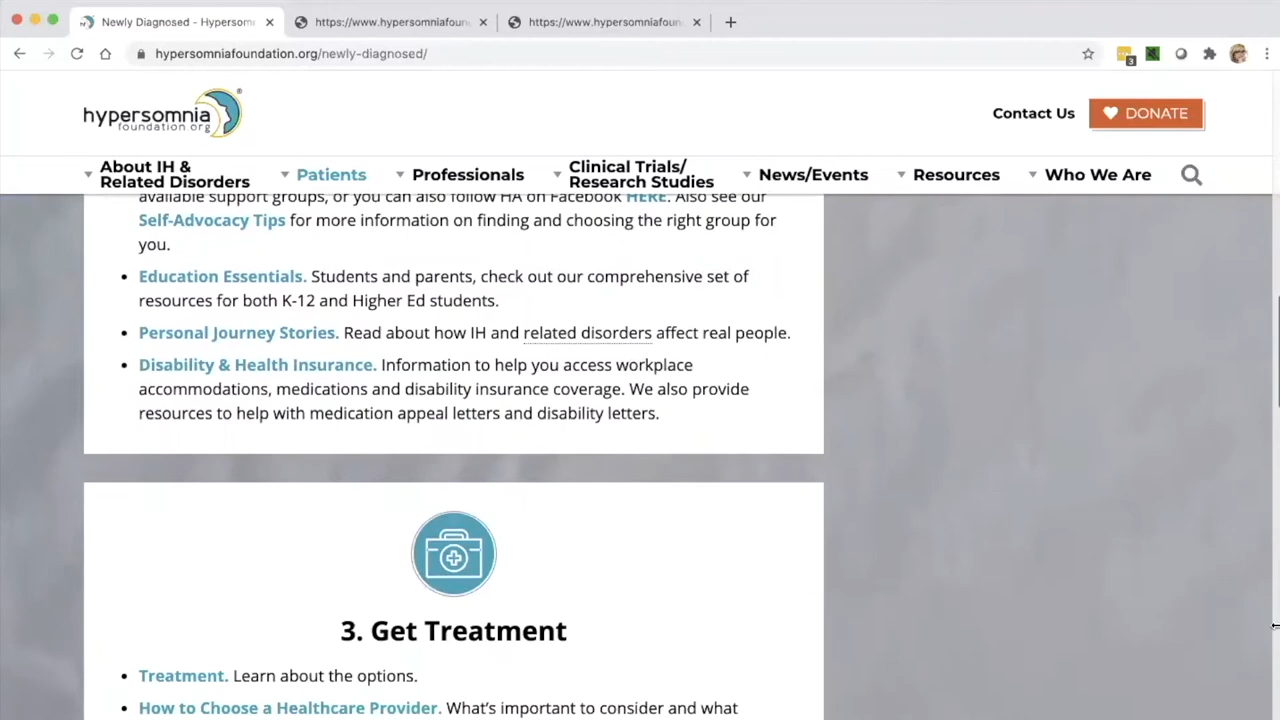 Newly Diagnosed - Hypersom
https://www.hypersomniafoun
https://www.hypersomniafoun
hypersomniafoundation.org/newly-diagnosed/
3
hypersomnia
foundation.org
®
Contact Us
DONATE
About IH &
Related Disorders
Patients
Professionals
Clinical Trials/
Research Studies
News/Events
Resources
Who We Are
available support groups, or you can also follow HA on Facebook HERE. Also see our
Self-Advocacy Tips for more information on finding and choosing the right group for
you.
• Education Essentials. Students and parents, check out our comprehensive set of
resources for both K-12 and Higher Ed students.
• Personal Journey Stories. Read about how IH and related disorders affect real people.
• Disability & Health Insurance. Information to help you access workplace
accommodations, medications and disability insurance coverage. We also provide
resources to help with medication appeal letters and disability letters.
3. Get Treatment
• Treatment. Learn about the options.
• How to Choose a Healthcare Provider. What's important to consider and what